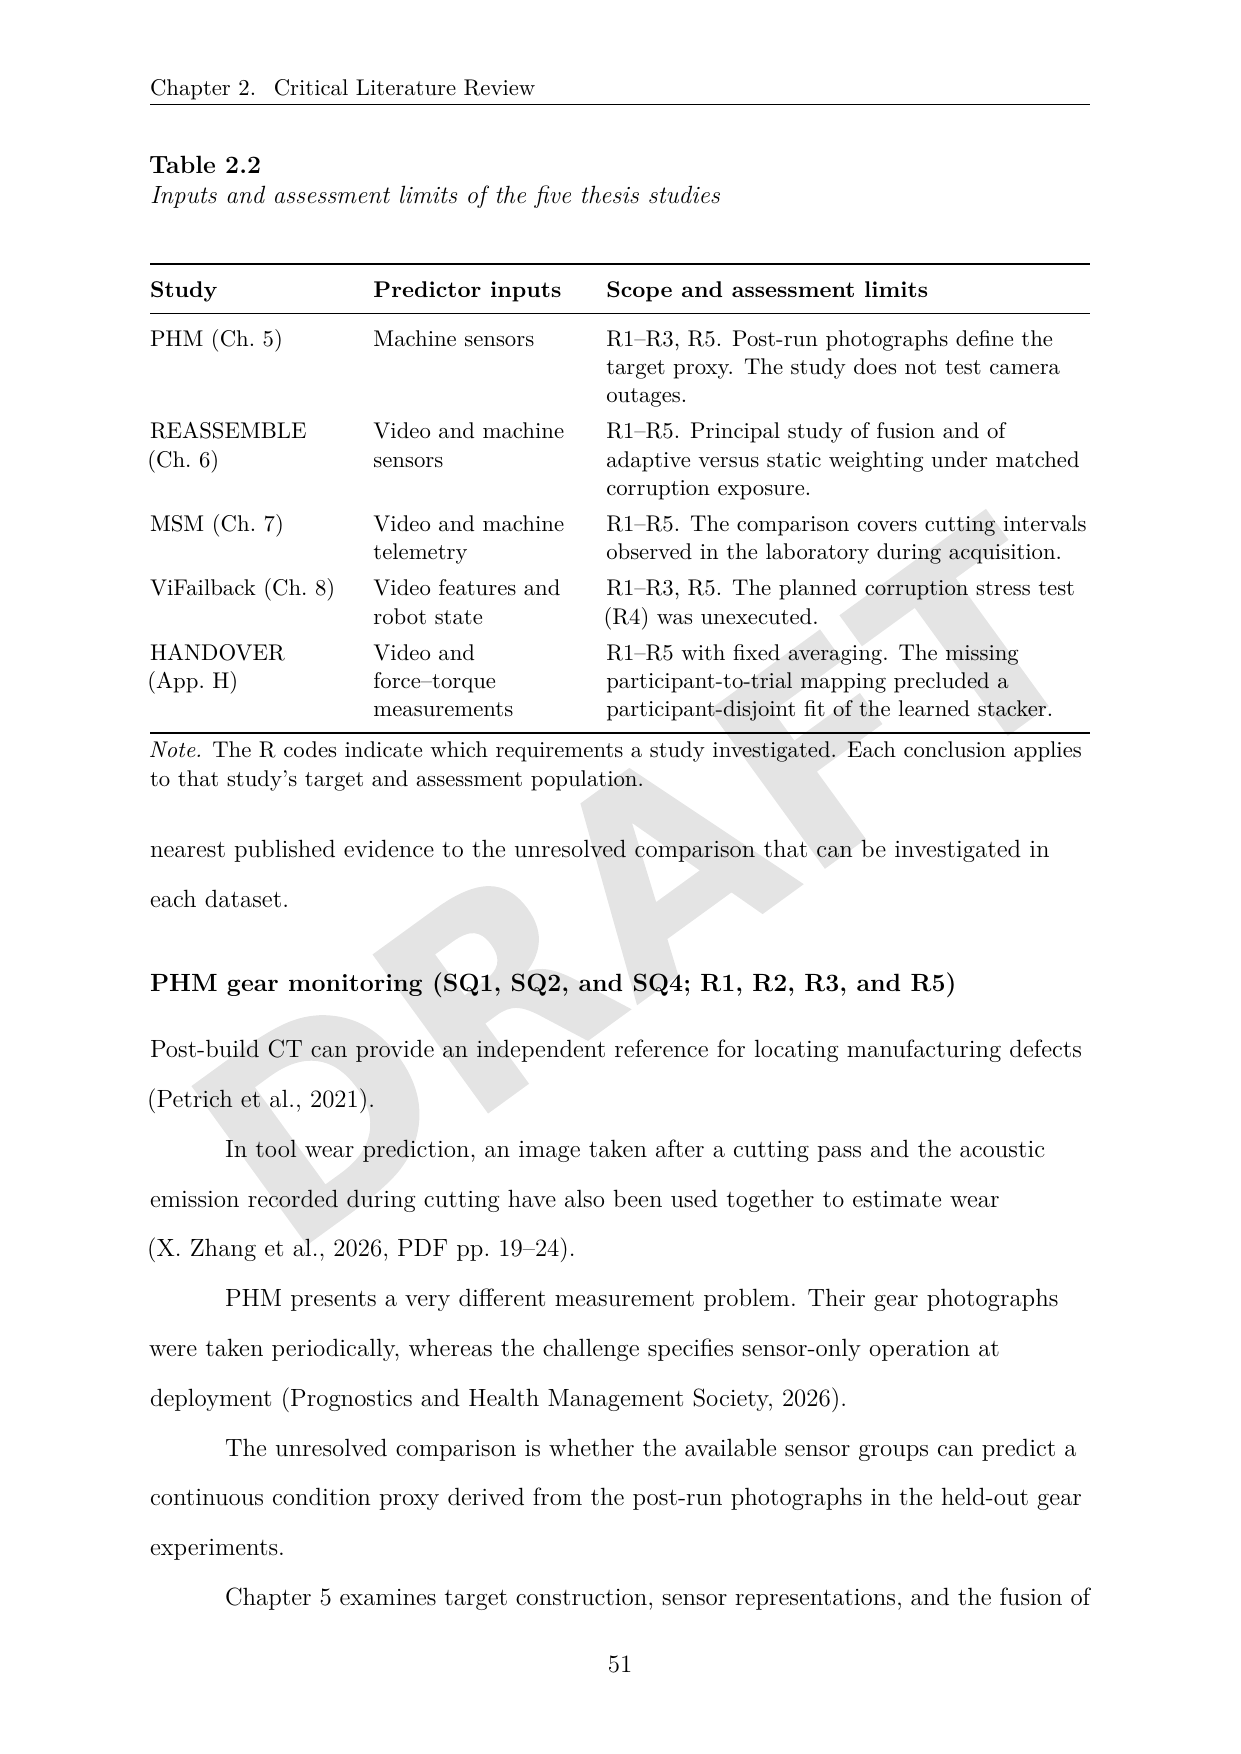 Chapter 2. Critical Literature Review
Table 2.2
Inputs and assessment limits of the five thesis studies
Study Predictor inputs Scope and assessment limits
PHM (Ch. 5) Machine sensors R1–R3, R5. Post-run photographs define the
target proxy. The study does not test camera
outages.
REASSEMBLE Video and machine R1–R5. Principal study of fusion and of
(Ch. 6) sensors adaptive versus static weighting under matched
corruption exposure.
MSM (Ch. 7) Video and machine R1–R5. The comparison covers cutting intervals
telemetry observed in the laboratory during acquisition.
ViFailback (Ch. 8) Video features and R1–R3, R5. The planned corruption stress test
robot state (R4) was unexecuted.
HANDOVER Video and R1–R5 with fixed averaging. The missing
(App. H) force–torque participant-to-trial mapping precluded a
measurements participant-disjoint fit of the learned stacker.
Note. The R codes indicate which requirements a study investigated. Each conclusion applies
to that study's target and assessment population.
nearest published evidence to the unresolved comparison that can be investigated in
each dataset.
PHM gear monitoring (SQ1, SQ2, and SQ4; R1, R2, R3, and R5)
Post-build CT can provide an independent reference for locating manufacturing defects
(Petrich et al., 2021).
In tool wear prediction, an image taken after a cutting pass and the acoustic
emission recorded during cutting have also been used together to estimate wear
(X. Zhang et al., 2026, PDF pp. 19–24).
PHM presents a very different measurement problem. Their gear photographs
were taken periodically, whereas the challenge specifies sensor-only operation at
deployment (Prognostics and Health Management Society, 2026).
The unresolved comparison is whether the available sensor groups can predict a
continuous condition proxy derived from the post-run photographs in the held-out gear
experiments.
Chapter 5 examines target construction, sensor representations, and the fusion of
51
DRAFT